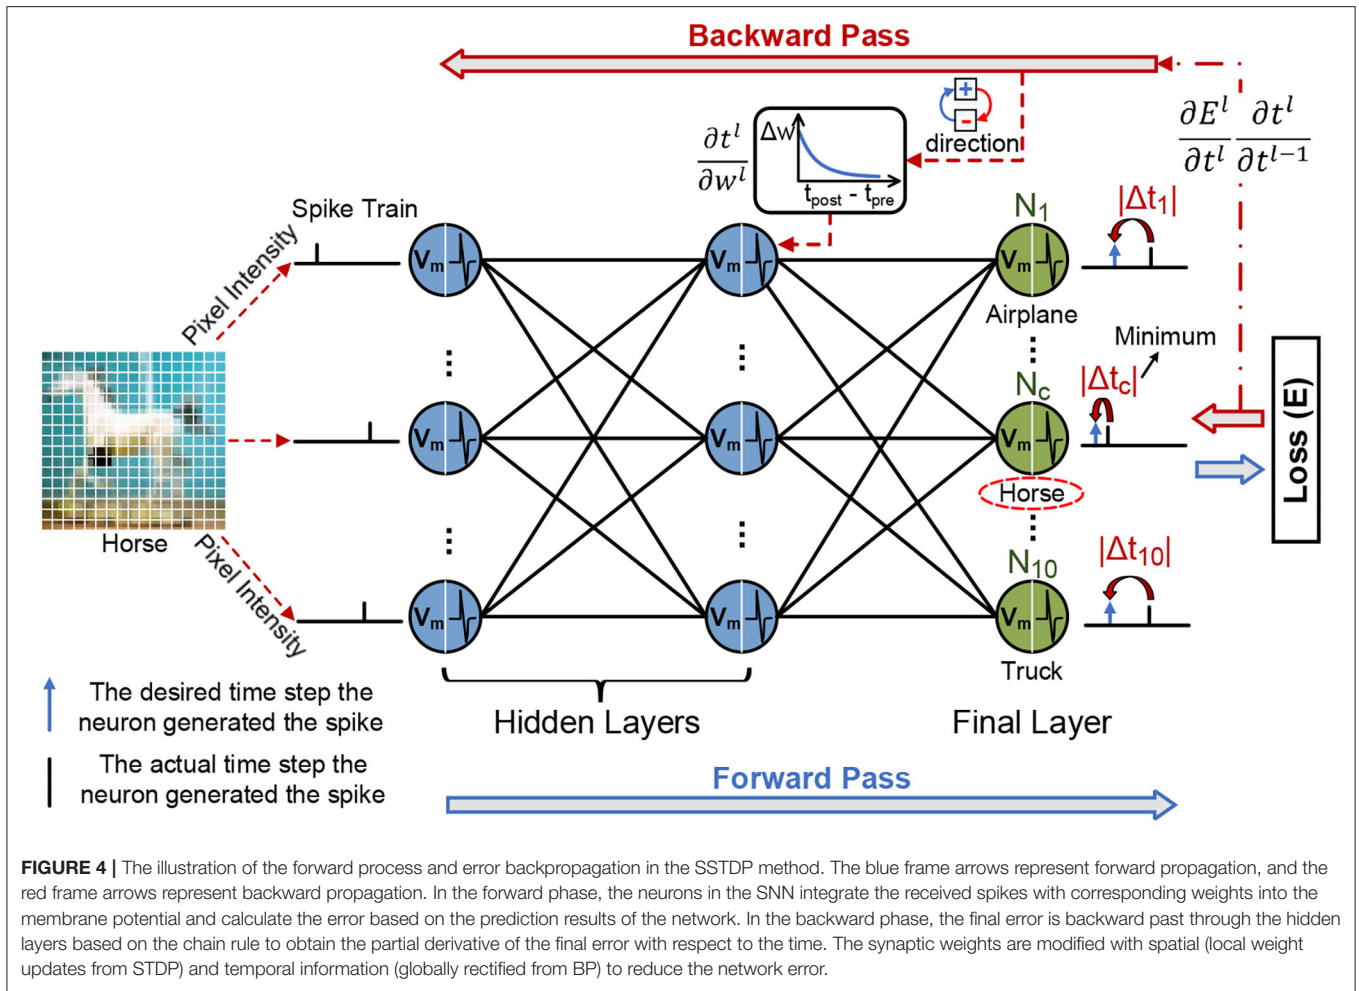 Backward Pass
+
-
direction
∂t^l
∂w^l
Δw
t_post - t_pre
∂E^l ∂t^l
∂t^l ∂t^{l-1}
Spike Train
Pixel Intensity
N_1
|Δt_1|
V_m
V_m
V_m
Airplane
Minimum
N_c
|Δt_c|
V_m
V_m
V_m
Horse
Loss (E)
Horse
Pixel Intensity
N_10
|Δt_10|
V_m
V_m
V_m
Truck
The desired time step the
neuron generated the spike
Hidden Layers
Final Layer
The actual time step the
neuron generated the spike
Forward Pass
FIGURE 4 | The illustration of the forward process and error backpropagation in the SSTDP method. The blue frame arrows represent forward propagation, and the
red frame arrows represent backward propagation. In the forward phase, the neurons in the SNN integrate the received spikes with corresponding weights into the
membrane potential and calculate the error based on the prediction results of the network. In the backward phase, the final error is backward past through the hidden
layers based on the chain rule to obtain the partial derivative of the final error with respect to the time. The synaptic weights are modified with spatial (local weight
updates from STDP) and temporal information (globally rectified from BP) to reduce the network error.